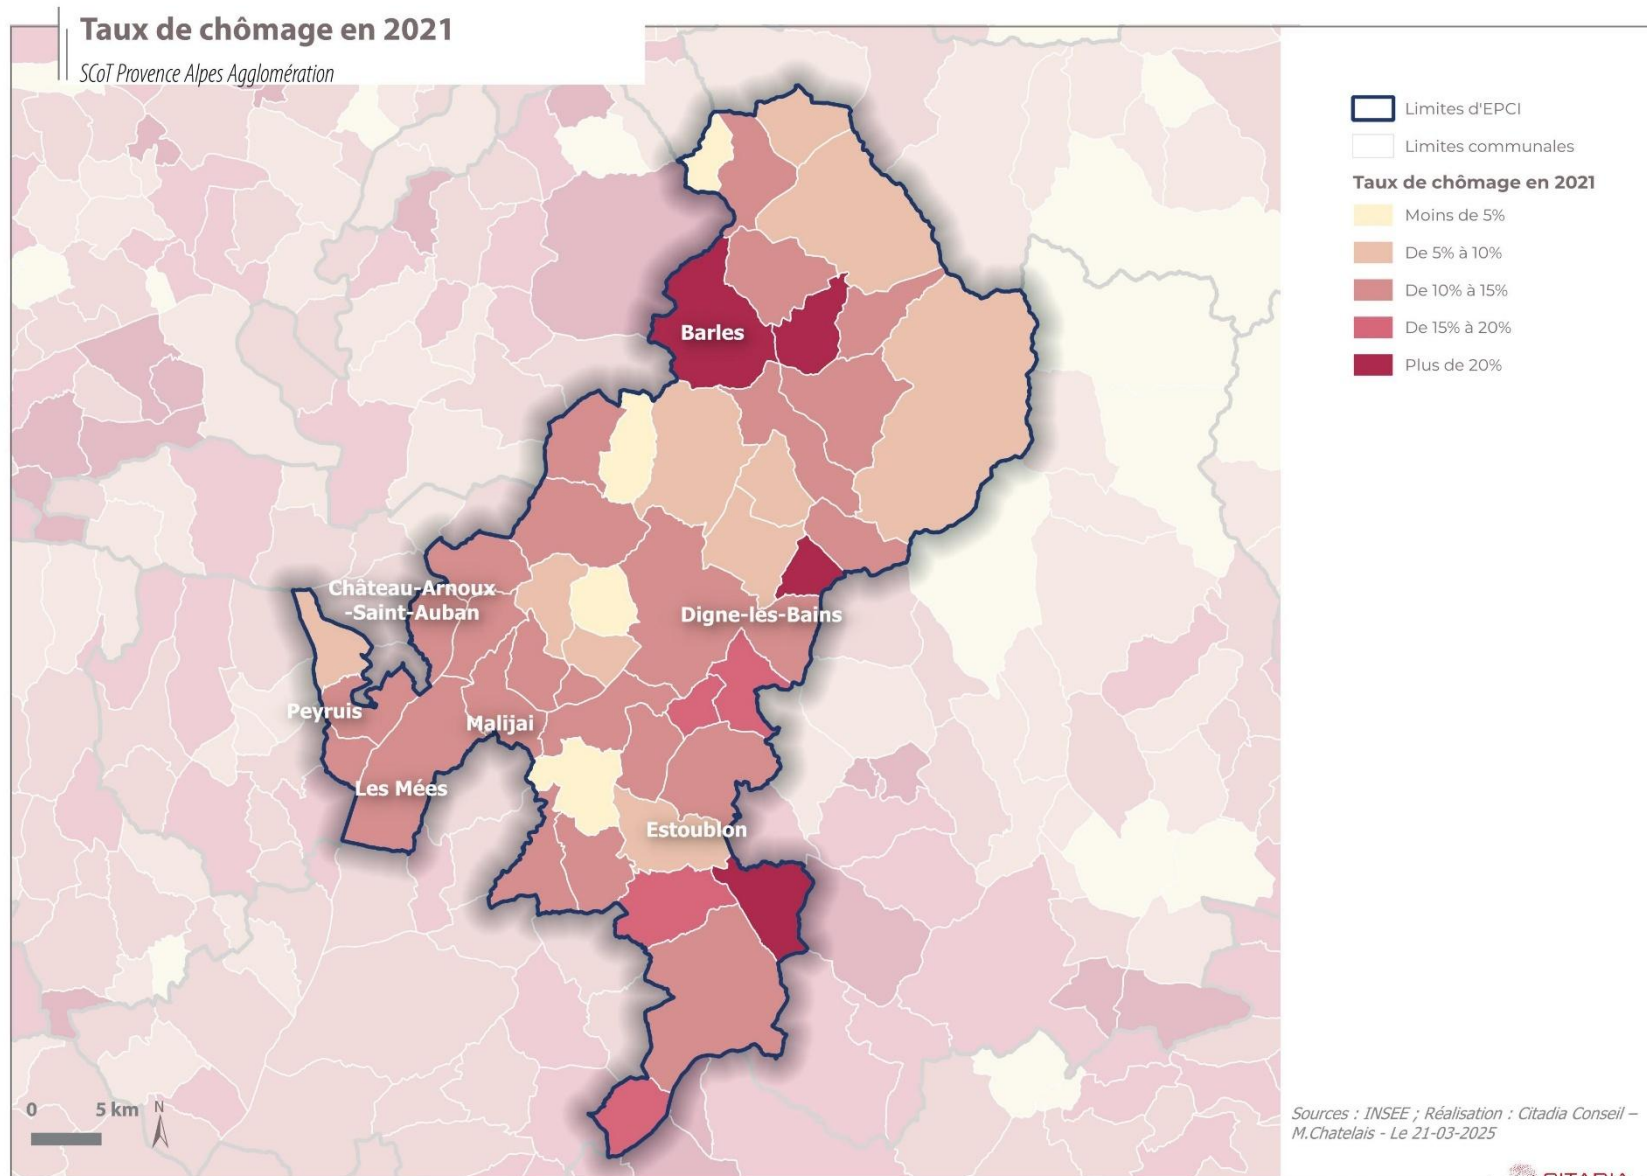 Taux de chômage en 2021
SCoT Provence Alpes Agglomération
Limites d'EPCI
Limites communales
Taux de chômage en 2021
Moins de 5%
De 5% à 10%
De 10% à 15%
De 15% à 20%
Plus de 20%
Barles
Château-Arnoux
-Saint-Auban
Digne-les-Bains
Peyruis
Malijai
Les Mées
Estoublon
0 5 km N
Sources : INSEE ; Réalisation : Citadia Conseil –
M.Chatelais - Le 21-03-2025